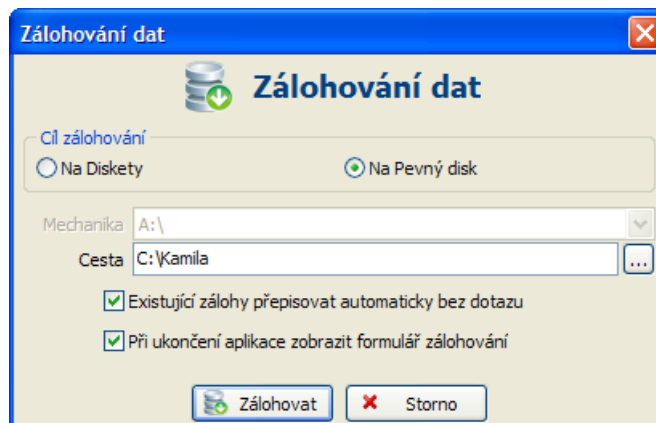 Zálohování dat
Zálohování dat
Cíl zálohování
Na Diskety Na Pevný disk
Mechanika A:\
Cesta C:\Kamila ...
Existující zálohy přepisovat automaticky bez dotazu
Při ukončení aplikace zobrazit formulář zálohování
Zálohovat Storno